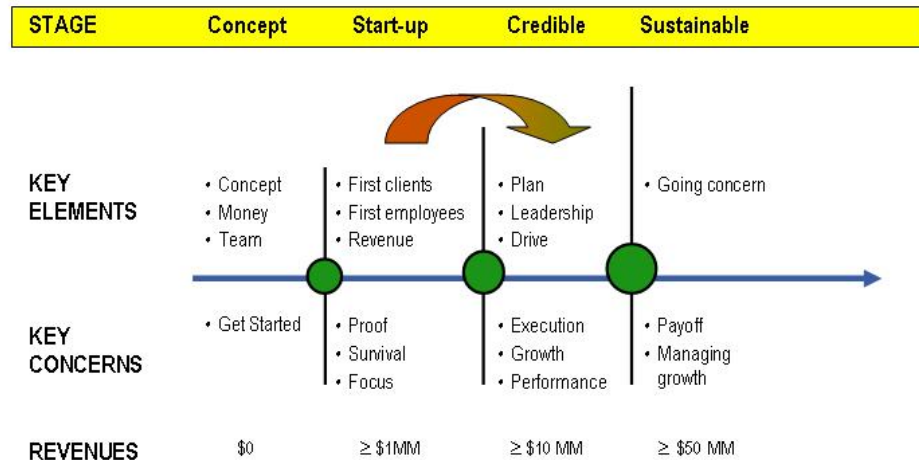 STAGE Concept Start-up Credible Sustainable
KEY ELEMENTS
• Concept
• Money
• Team
• First clients
• First employees
• Revenue
• Plan
• Leadership
• Drive
• Going concern
KEY CONCERNS
• Get Started
• Proof
• Survival
• Focus
• Execution
• Growth
• Performance
• Payoff
• Managing
growth
REVENUES $0 ≥ $1MM ≥ $10 MM ≥ $50 MM